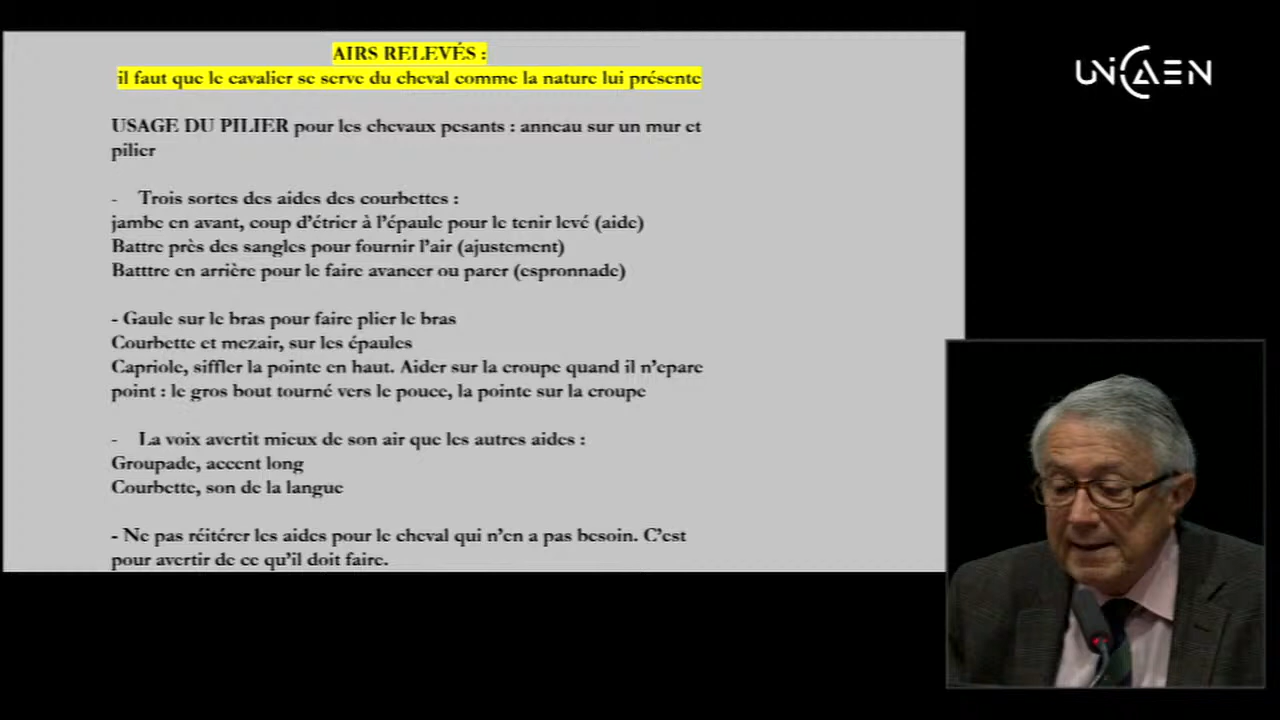 AIRS RELEVÉS :
il faut que le cavalier se serve du cheval comme la nature lui présente
USAGE DU PILIER pour les chevaux pesants : anneau sur un mur et
pilier
- Trois sortes des aides des courbettes :
jambe en avant, coup d'étrier à l'épaule pour le tenir levé (aide)
Battre près des sangles pour fournir l'air (ajustement)
Batttre en arrière pour le faire avancer ou parer (espronnade)
- Gaule sur le bras pour faire plier le bras
Courbette et mezair, sur les épaules
Capriole, siffler la pointe en haut. Aider sur la croupe quand il n'epare
point : le gros bout tourné vers le pouce, la pointe sur la croupe
- La voix avertit mieux de son air que les autres aides :
Groupade, accent long
Courbette, son de la langue
- Ne pas réitérer les aides pour le cheval qui n'en a pas besoin. C'est
pour avertir de ce qu'il doit faire.
UNICAEN